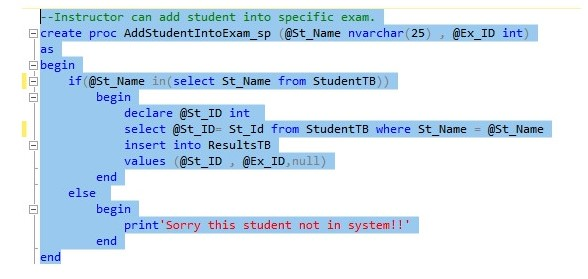 --Instructor can add student into specific exam.
create proc AddStudentIntoExam_sp (@St_Name nvarchar(25) , @Ex_ID int)
as
begin
if(@St_Name in(select St_Name from StudentTB))
begin
declare @St_ID int
select @St_ID= St_Id from StudentTB where St_Name = @St_Name
insert into ResultsTB
values (@St_ID , @Ex_ID,null)
end
else
begin
print'Sorry this student not in system!!'
end
end